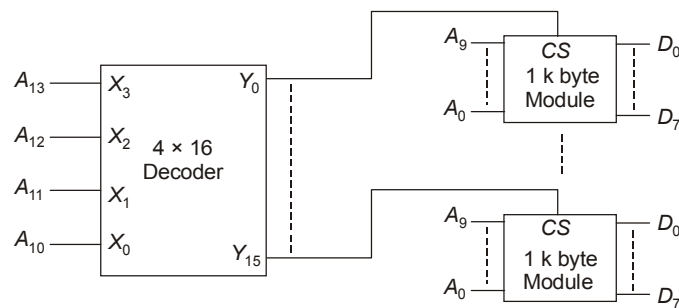 A13
X3
Y0
A12
X2
4 × 16
Decoder
A11
X1
A10
X0
Y15
A9
CS
D0
1 k byte
Module
A0
D7
A9
CS
D0
1 k byte
Module
A0
D7